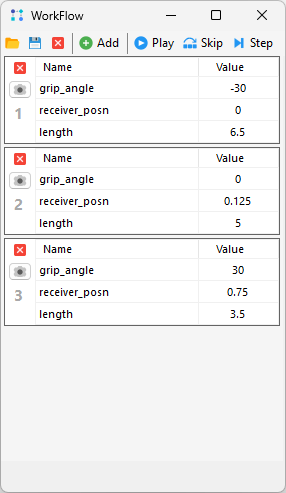 WorkFlow
Add Play Skip Step
Name Value
grip_angle -30
1 receiver_posn 0
length 6.5
Name Value
grip_angle 0
2 receiver_posn 0.125
length 5
Name Value
grip_angle 30
3 receiver_posn 0.75
length 3.5